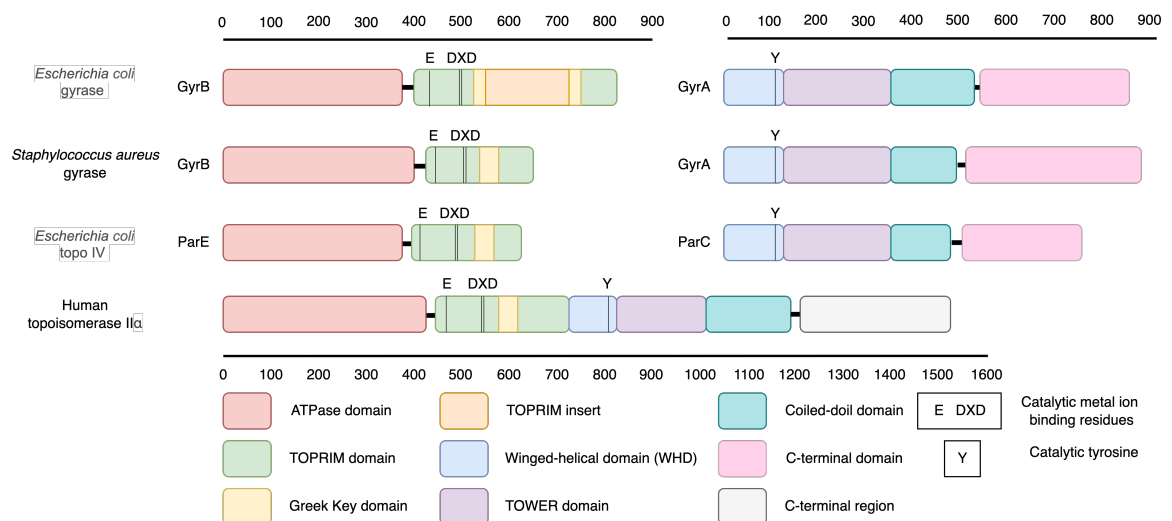 0 100 200 300 400 500 600 700 800 900
0 100 200 300 400 500 600 700 800 900
Escherichia coli
gyrase
GyrB
E DXD
GyrA
Y
Staphylococcus aureus
gyrase
GyrB
E DXD
GyrA
Y
Escherichia coli
topo IV
ParE
E DXD
ParC
Y
Human
topoisomerase IIα
E DXD Y
0 100 200 300 400 500 600 700 800 900 1000 1100 1200 1300 1400 1500 1600
ATPase domain
TOPRIM insert
Coiled-doil domain
E DXD
Catalytic metal ion
binding residues
TOPRIM domain
Winged-helical domain (WHD)
C-terminal domain
Y
Catalytic tyrosine
Greek Key domain
TOWER domain
C-terminal region